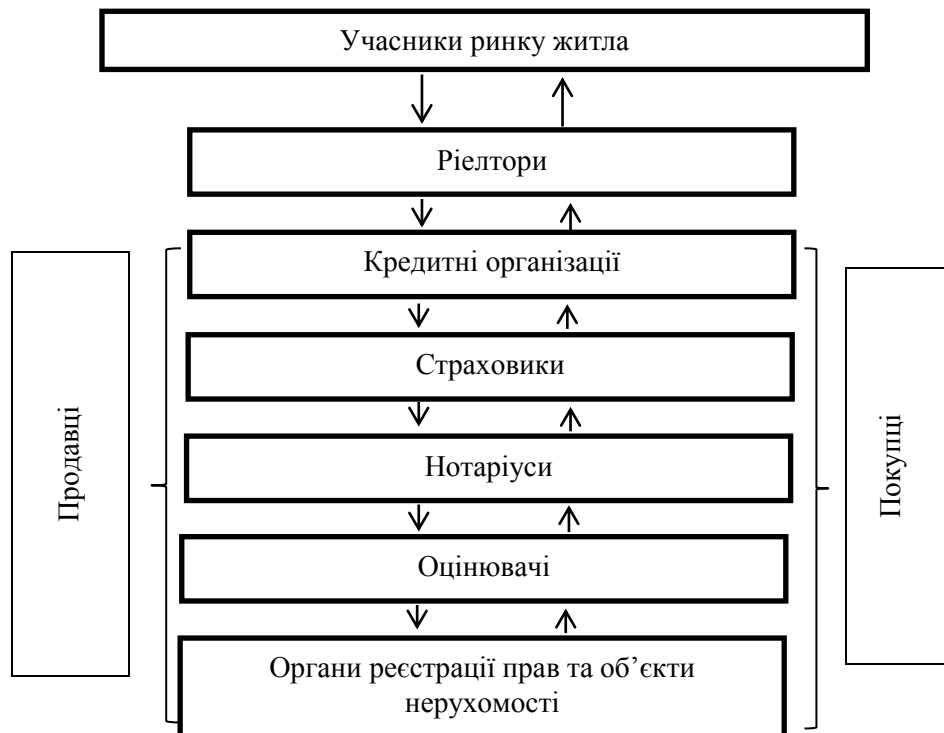 Учасники ринку житла
Ріелтори
Кредитні організації
Страховики
Нотаріуси
Оцінювачі
Органи реєстрації прав та об’єкти
нерухомості
Продавці
Покупці